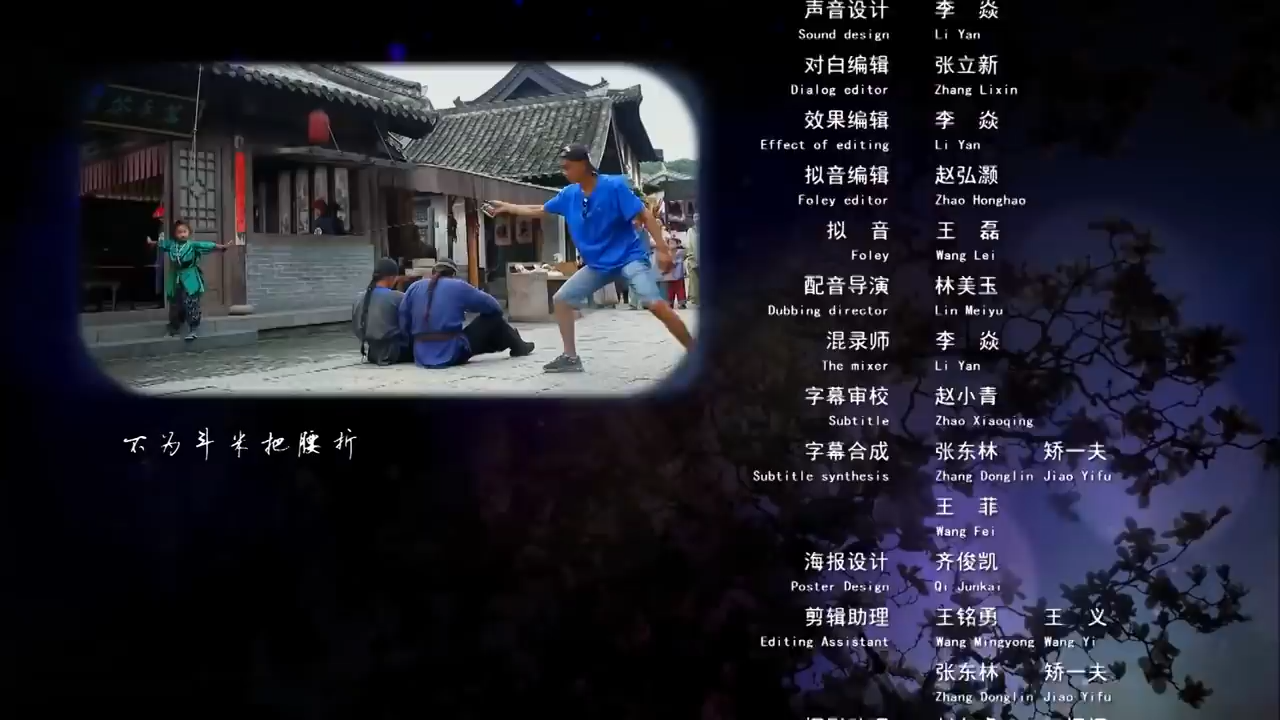 声音设计 李 焱
Sound design Li Yan
对白编辑 张立新
Dialog editor Zhang Lixin
效果编辑 李 焱
Effect of editing Li Yan
拟音编辑 赵弘灏
Foley editor Zhao Honghao
拟 音 王 磊
Foley Wang Lei
配音导演 林美玉
Dubbing director Lin Meiyu
混录师 李 焱
The mixer Li Yan
字幕审校 赵小青
Subtitle Zhao Xiaoqing
字幕合成 张东林 矫一夫
Subtitle synthesis Zhang Donglin Jiao Yifu
王 菲
Wang Fei
海报设计 齐俊凯
Poster Design Qi Junkai
剪辑助理 王铭勇 王 义
Editing Assistant Wang Mingyong Wang Yi
张东林 矫一夫
Zhang Donglin Jiao Yifu
不为斗米把腰折